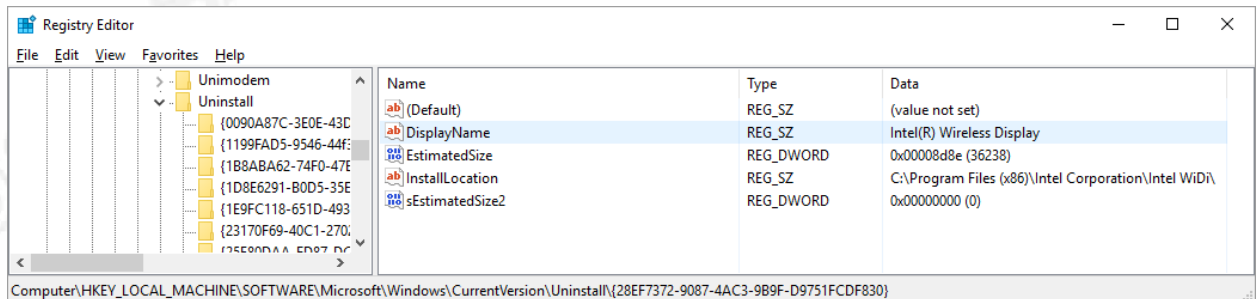 Registry Editor
File Edit View Favorites Help
Unimodem
Uninstall
{0090A87C-3E0E-43D
{1199FAD5-9546-44f3
{1B8ABA62-74F0-47E
{1D8E6291-B0D5-35E
{1E9FC118-651D-493
{23170F69-40C1-270
Name Type Data
ab (Default) REG_SZ (value not set)
ab DisplayName REG_SZ Intel(R) Wireless Display
EstimatedSize REG_DWORD 0x00008d8e (36238)
ab InstallLocation REG_SZ C:\Program Files (x86)\Intel Corporation\Intel WiDi\
sEstimatedSize2 REG_DWORD 0x00000000 (0)
Computer\HKEY_LOCAL_MACHINE\SOFTWARE\Microsoft\Windows\CurrentVersion\Uninstall\{28EF7372-9087-4AC3-9B9F-D9751FCDF830}